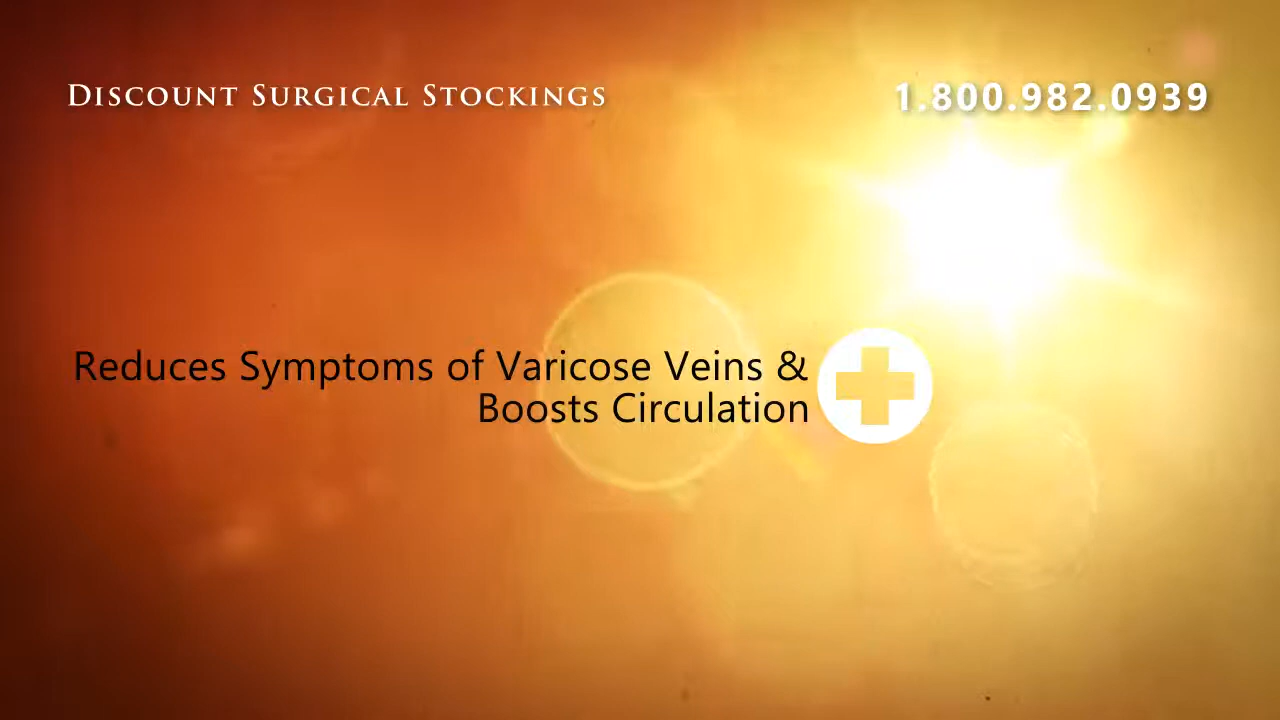 Discount Surgical Stockings
1.800.982.0939
Reduces Symptoms of Varicose Veins &
Boosts Circulation